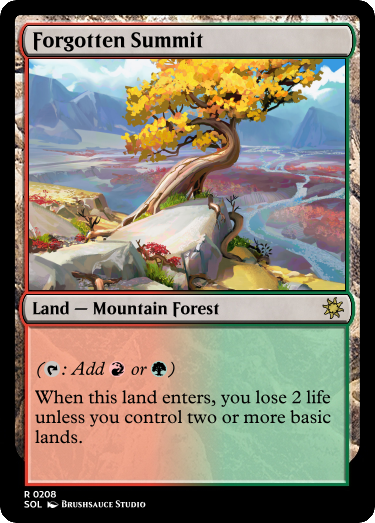 Forgotten Summit
Land — Mountain Forest
(: Add or )
When this land enters, you lose 2 life
unless you control two or more basic
lands.
R 0208
SOL Brushsauce Studio